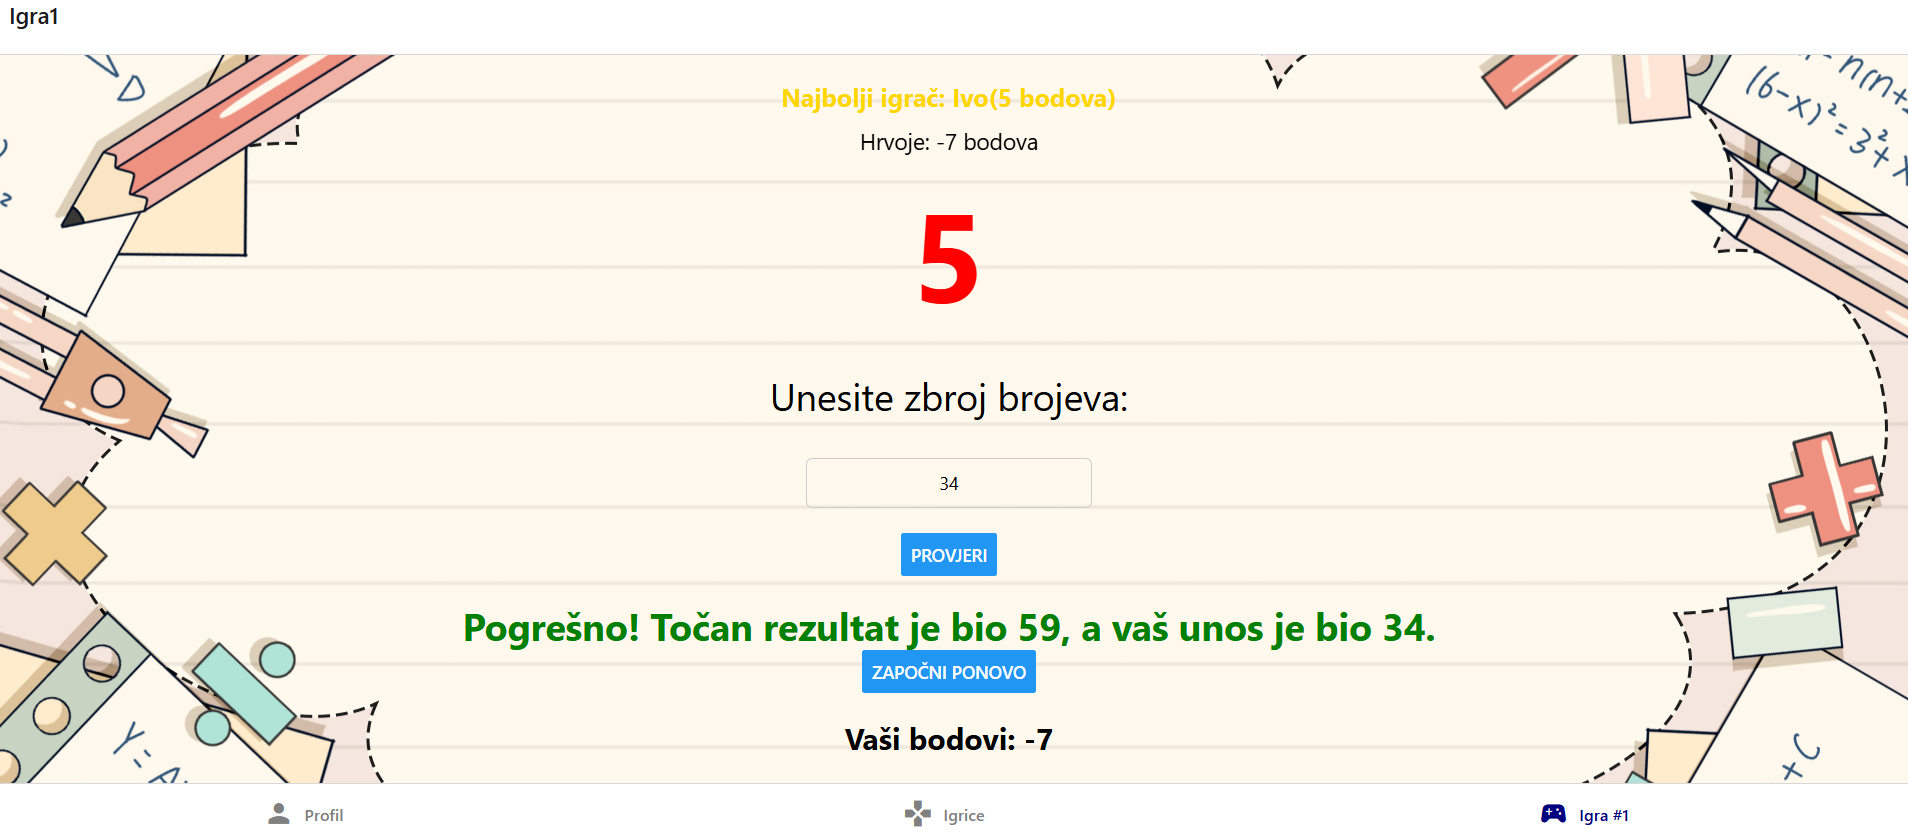 Igra1
Najbolji igrač: Ivo(5 bodova)
Hrvoje: -7 bodova
5
Unesite zbroj brojeva:
34
PROVJERI
Pogrešno! Točan rezultat je bio 59, a vaš unos je bio 34.
ZAPOČNI PONOVO
Vaši bodovi: -7
Profil
Igrice
Igra #1